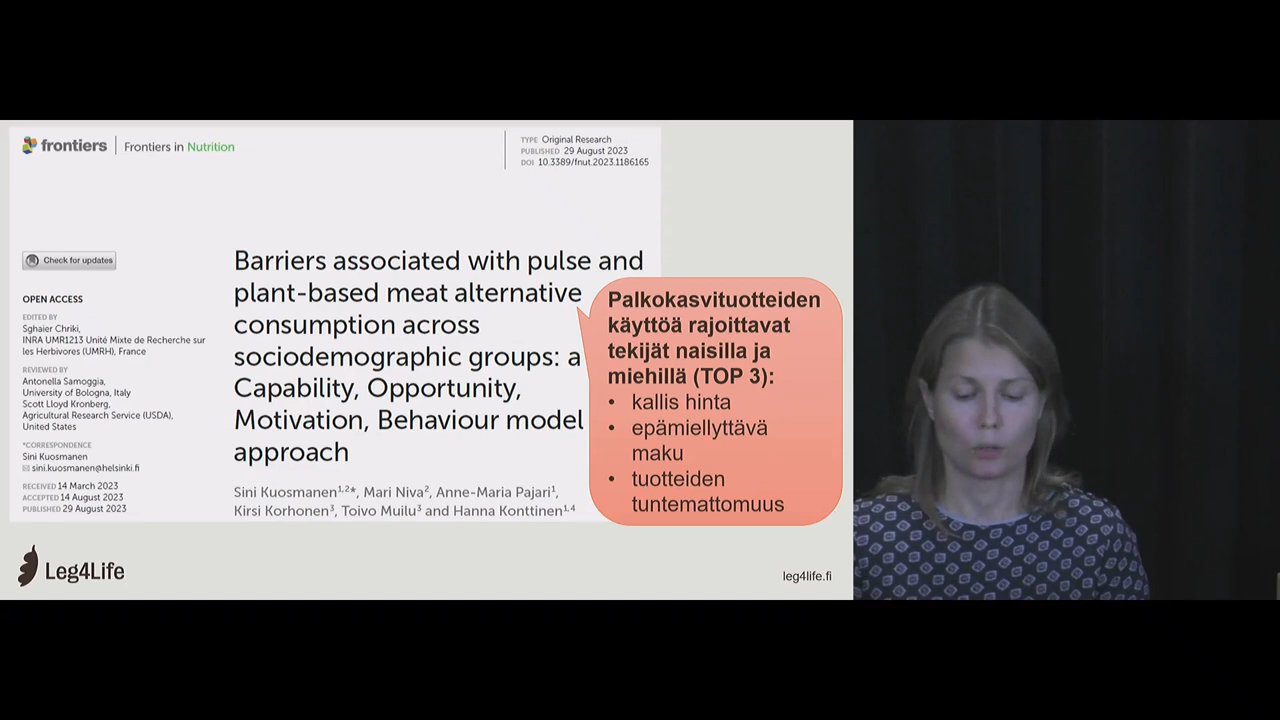 frontiers
Frontiers in Nutrition
TYPE Original Research
PUBLISHED 29 August 2023
DOI 10.3389/fnut.2023.1186165
Check for updates
OPEN ACCESS
EDITED BY
Sghaier Chriki,
INRA UMR1213 Unité Mixte de Recherche sur
les Herbivores (UMRH), France
REVIEWED BY
Antonella Samoggia,
University of Bologna, Italy
Scott Lloyd Kronberg,
Agricultural Research Service (USDA),
United States
*CORRESPONDENCE
Sini Kuosmanen
sini.kuosmanen@helsinki.fi
RECEIVED 14 March 2023
ACCEPTED 14 August 2023
PUBLISHED 29 August 2023
Barriers associated with pulse and
plant-based meat alternative
consumption across
sociodemographic groups: a
Capability, Opportunity,
Motivation, Behaviour model
approach
Sini Kuosmanen1,2*, Mari Niva2, Anne-Maria Pajari1,
Kirsi Korhonen3, Toivo Muilu3 and Hanna Konttinen1,4
Palkokasvituotteiden
käyttöä rajoittavat
tekijät naisilla ja
miehillä (TOP 3):
• kallis hinta
• epämiellyttävä
maku
• tuotteiden
tuntemattomuus
Leg4Life
leg4life.fi